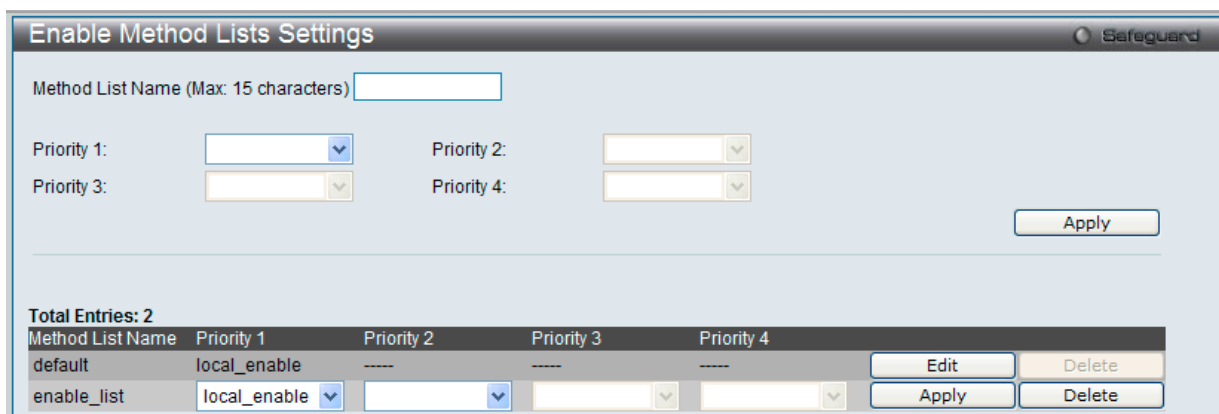 Enable Method Lists Settings Safeguard
Method List Name (Max: 15 characters)
Priority 1: Priority 2:
Priority 3: Priority 4:
Apply
Total Entries: 2
Method List Name Priority 1 Priority 2 Priority 3 Priority 4
default local_enable ----- ----- ----- Edit Delete
enable_list local_enable Apply Delete